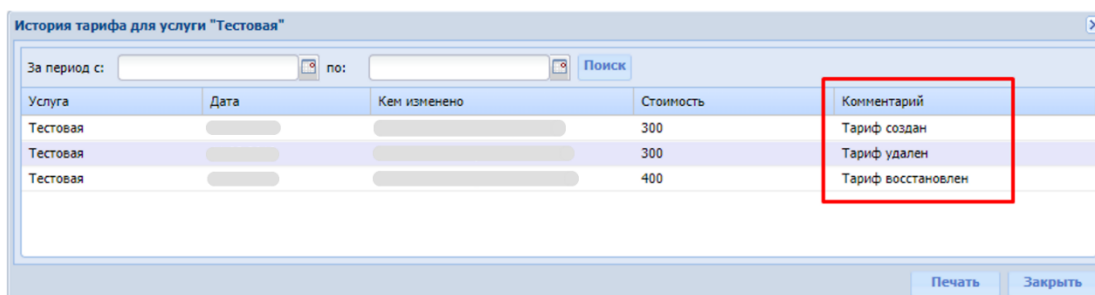 История тарифа для услуги "Тестовая"
За период с: по: Поиск
Услуга Дата Кем изменено Стоимость Комментарий
Тестовая 300 Тариф создан
Тестовая 300 Тариф удален
Тестовая 400 Тариф восстановлен
Печать Закрыть